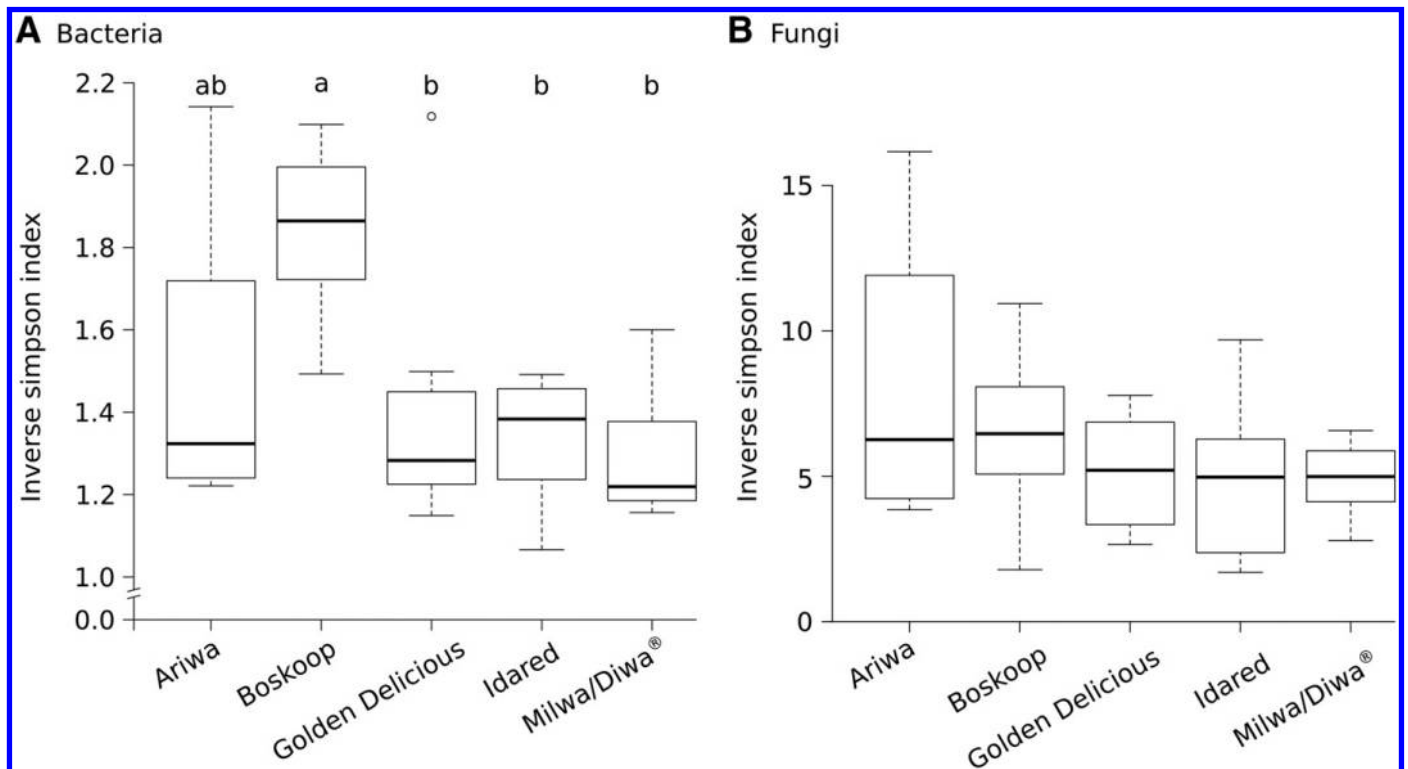 A Bacteria
Inverse simpson index
2.2
2.0
1.8
1.6
1.4
1.2
1.0
0.0
ab a b b b
Ariwa
Boskoop
Golden Delicious
Idared
Milwa/Diwa®
B Fungi
Inverse simpson index
15
10
5
0
Ariwa
Boskoop
Golden Delicious
Idared
Milwa/Diwa®